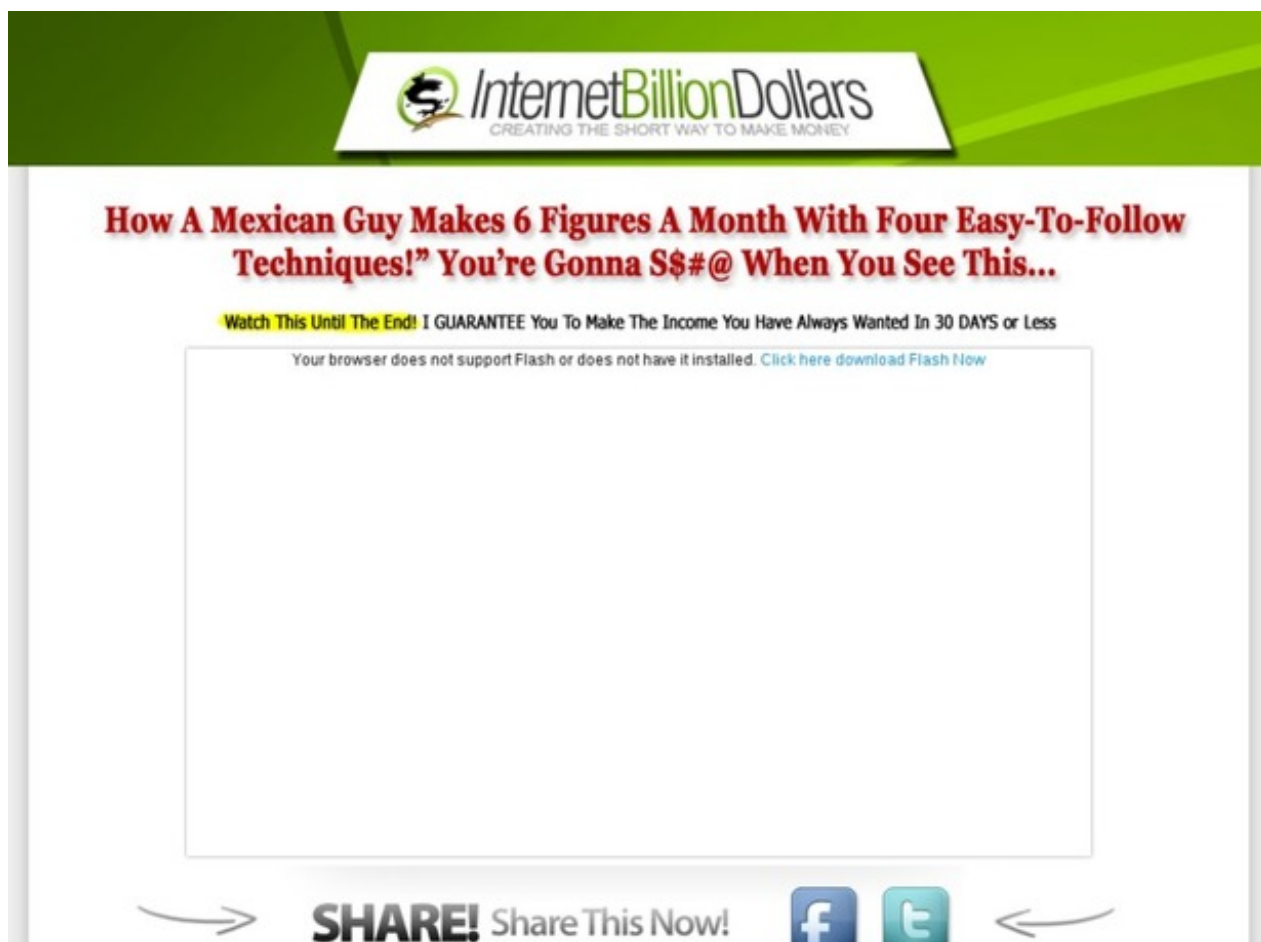 InternetBillionDollars
CREATING THE SHORT WAY TO MAKE MONEY
How A Mexican Guy Makes 6 Figures A Month With Four Easy-To-Follow
Techniques!” You’re Gonna S$#@ When You See This...
Watch This Until The End! I GUARANTEE You To Make The Income You Have Always Wanted In 30 DAYS or Less
Your browser does not support Flash or does not have it installed. Click here download Flash Now
SHARE! Share This Now! f t